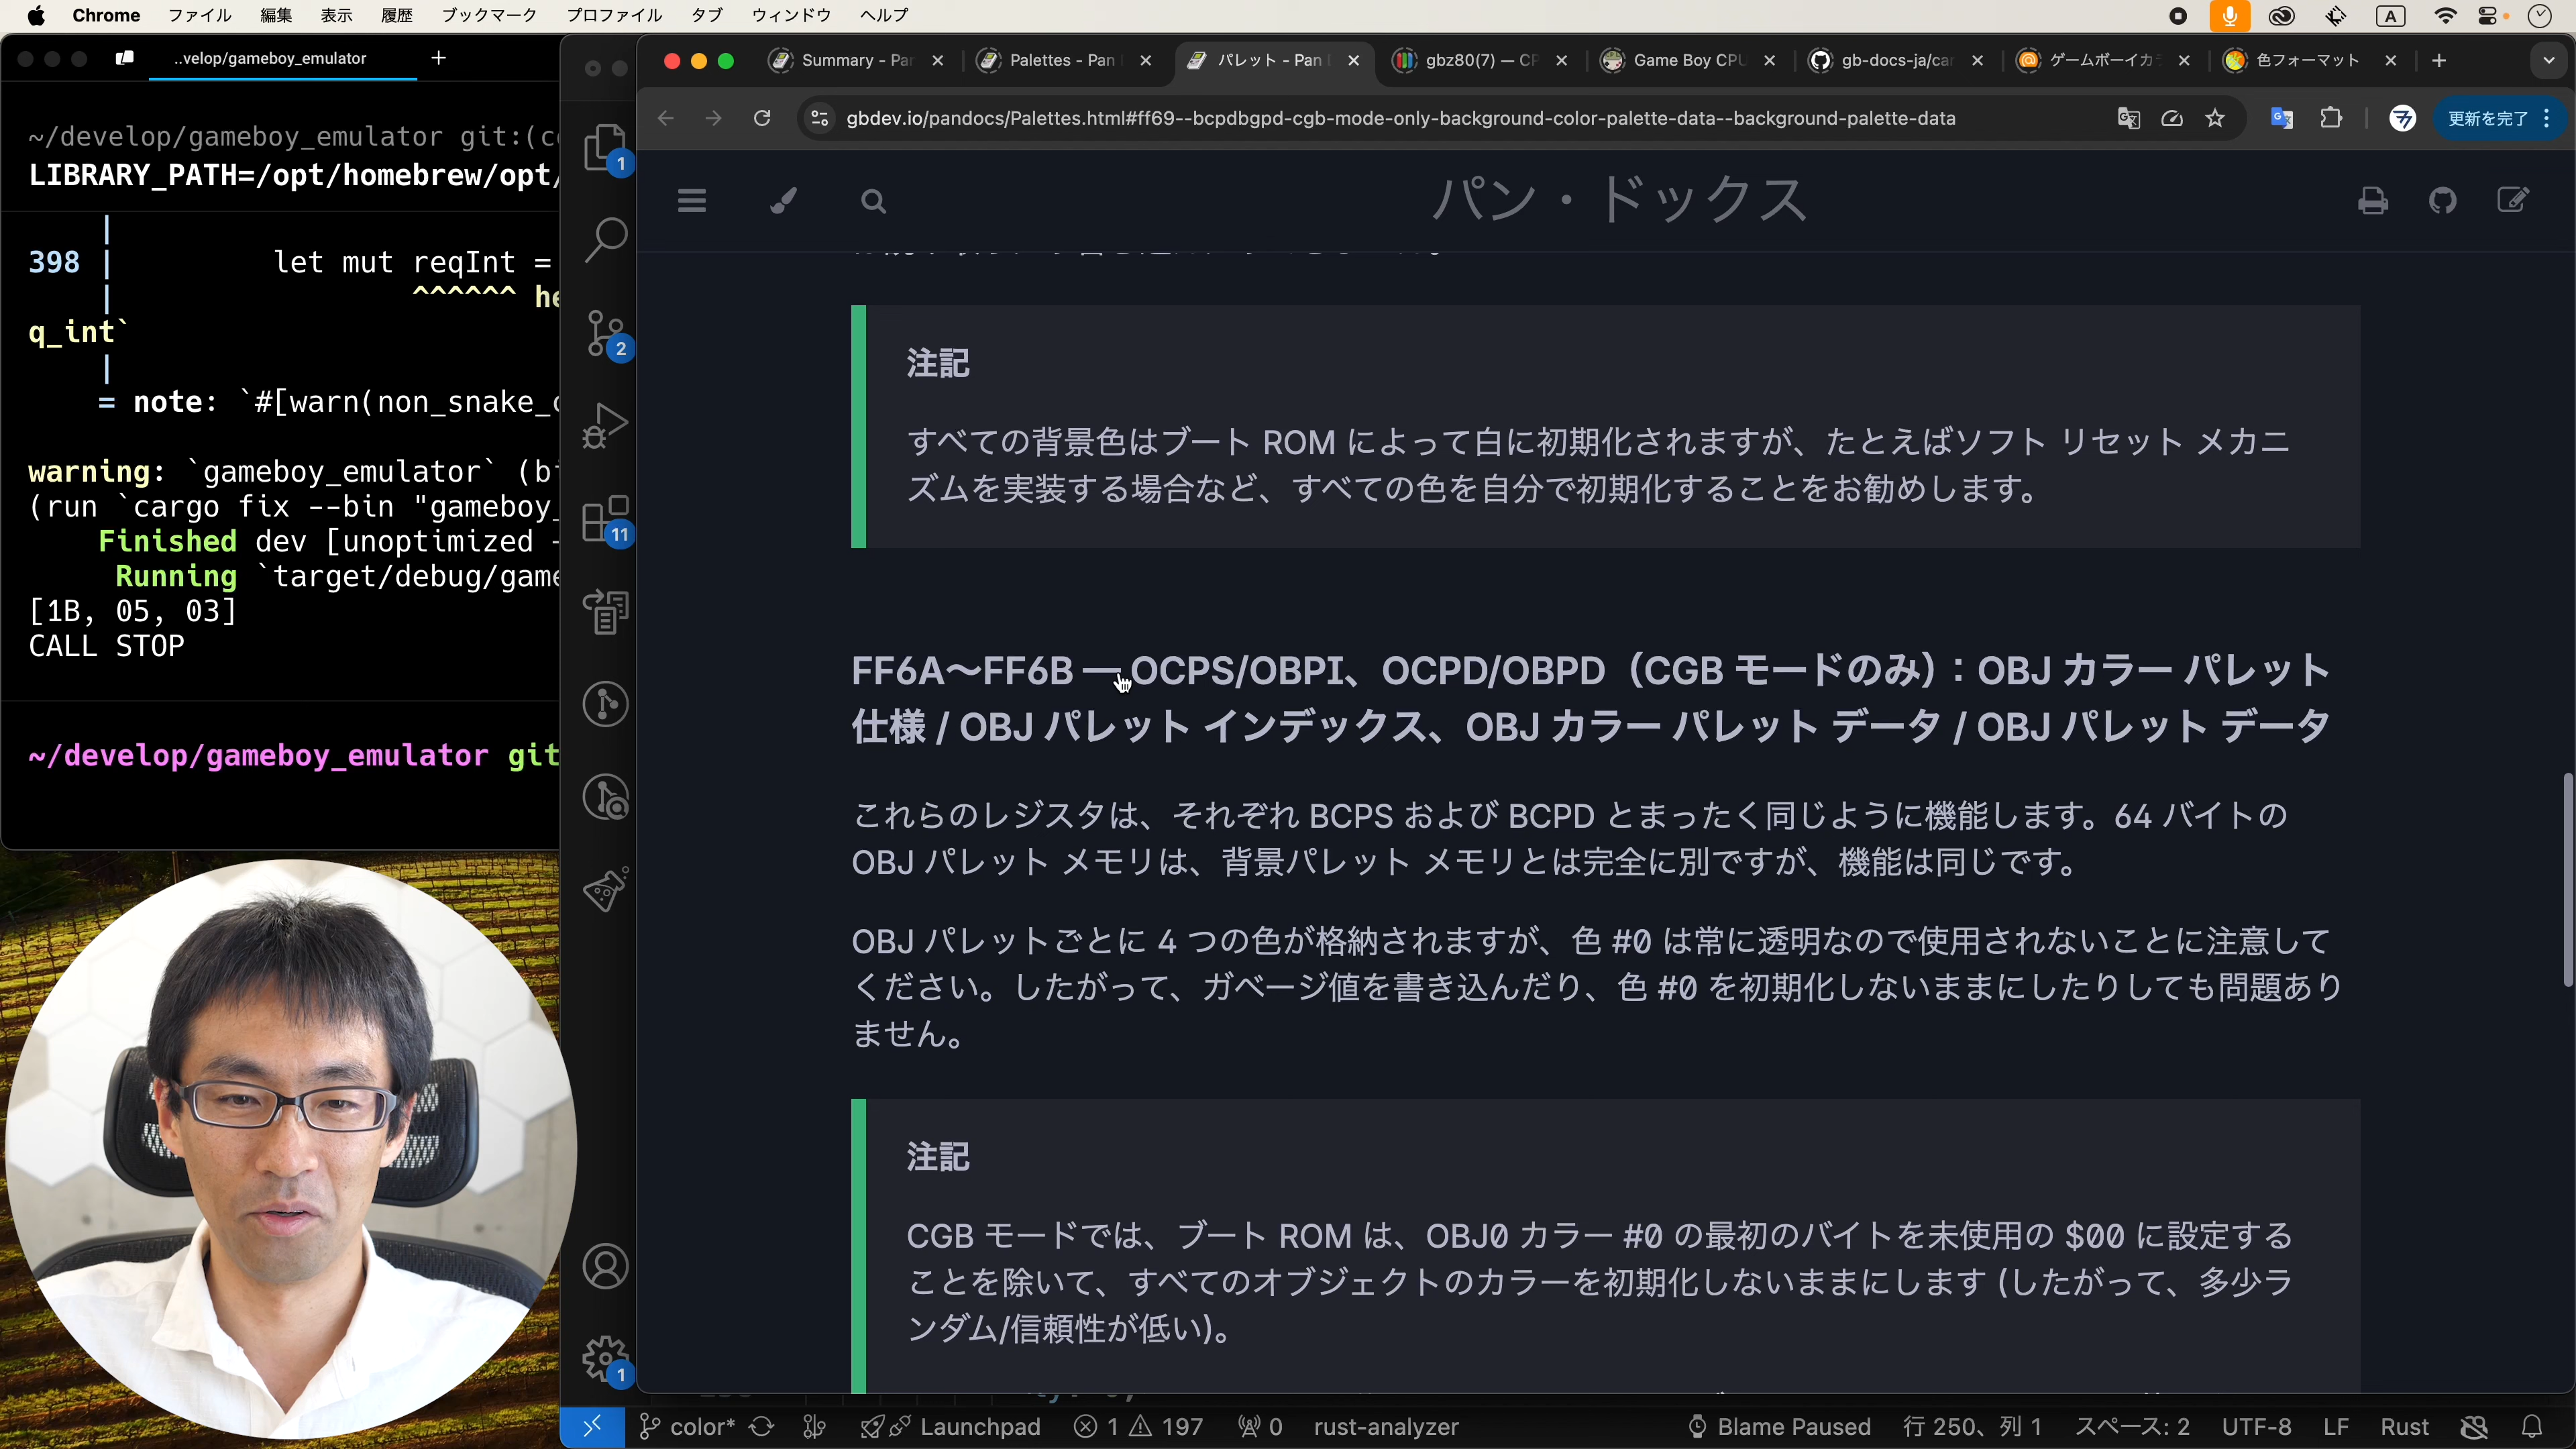 Chrome ファイル 編集 表示 履歴 ブックマーク プロファイル タブ ウィンドウ ヘルプ
A
..velop/gameboy_emulator
~/develop/gameboy_emulator git:(c
LIBRARY_PATH=/opt/homebrew/opt/
398 | let mut reqInt =
^^^^^^ he
q_int`
= note: `#[warn(non_snake_c
warning: `gameboy_emulator` (bi
(run `cargo fix --bin "gameboy_
Finished dev [unoptimized
Running `target/debug/game
[1B, 05, 03]
CALL STOP
~/develop/gameboy_emulator git
1
2
11
1
Summary - Pan
Palettes - Pan
パレット - Pan
gbz80(7) — CP
Game Boy CPU
gb-docs-ja/car
ゲームボーイカ
色フォーマット
gbdev.io/pandocs/Palettes.html#ff69--bcpdbgpd-cgb-mode-only-background-color-palette-data--background-palette-data
更新を完了
パン・ドックス
注記
すべての背景色はブート ROM によって白に初期化されますが、たとえばソフト リセット メカニ
ズムを実装する場合など、すべての色を自分で初期化することをお勧めします。
FF6A〜FF6B — OCPS/OBPI、OCPD/OBPD（CGB モードのみ）：OBJ カラー パレット
仕様 / OBJ パレット インデックス、OBJ カラー パレット データ / OBJ パレット データ
これらのレジスタは、それぞれ BCPS および BCPD とまったく同じように機能します。64 バイトの
OBJ パレット メモリは、背景パレット メモリとは完全に別ですが、機能は同じです。
OBJ パレットごとに 4 つの色が格納されますが、色 #0 は常に透明なので使用されないことに注意して
ください。したがって、ガベージ値を書き込んだり、色 #0 を初期化しないままにしたりしても問題あり
ません。
注記
CGB モードでは、ブート ROM は、OBJ0 カラー #0 の最初のバイトを未使用の $00 に設定する
ことを除いて、すべてのオブジェクトのカラーを初期化しないままにします (したがって、多少ラ
ンダム/信頼性が低い)。
color* Launchpad 1 197 0 rust-analyzer Blame Paused 行 250、列 1 スペース: 2 UTF-8 LF Rust